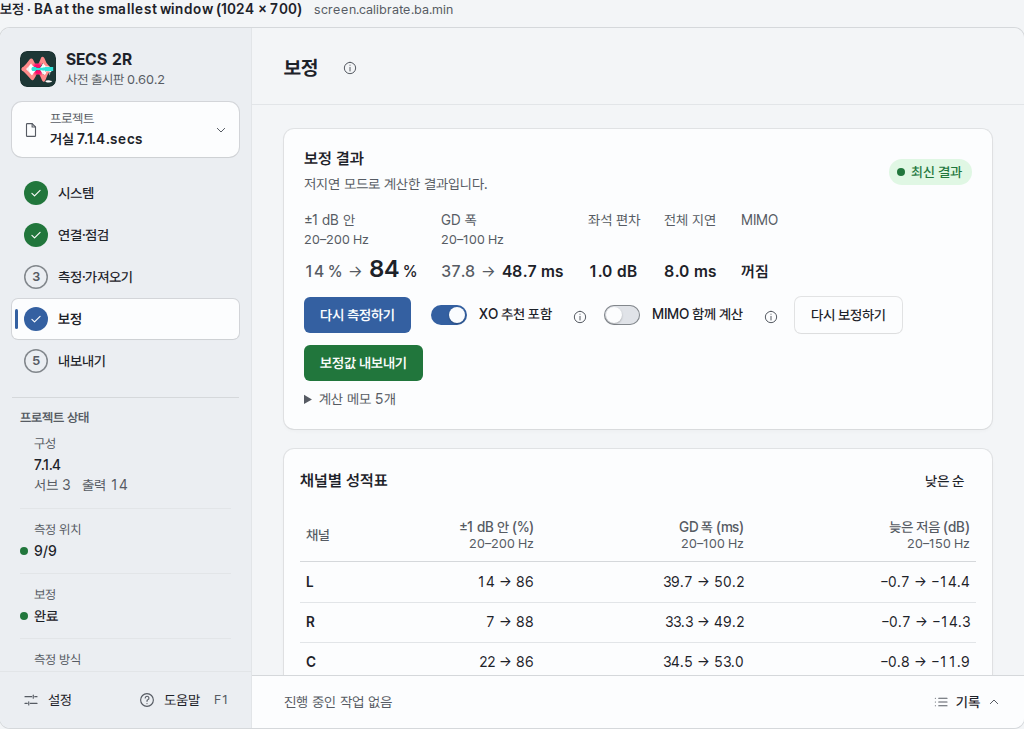 보정 · BA at the smallest window (1024 × 700) screen.calibrate.ba.min
SECS 2R
사전 출시판 0.60.2
프로젝트
거실 7.1.4.secs
시스템
연결·점검
3 측정·가져오기
보정
5 내보내기
프로젝트 상태
구성
7.1.4
서브 3 출력 14
측정 위치
9/9
보정
완료
측정 방식
설정
도움말 F1
보정
보정 결과
저지연 모드로 계산한 결과입니다.
최신 결과
±1 dB 안 GD 폭 좌석 편차 전체 지연 MIMO
20–200 Hz 20–100 Hz
14 % → 84 % 37.8 → 48.7 ms 1.0 dB 8.0 ms 꺼짐
다시 측정하기 XO 추천 포함 MIMO 함께 계산 다시 보정하기
보정값 내보내기
▶ 계산 메모 5개
채널별 성적표 낮은 순
채널 ±1 dB 안 (%) GD 폭 (ms) 늦은 저음 (dB)
20–200 Hz 20–100 Hz 20–150 Hz
L 14 → 86 39.7 → 50.2 −0.7 → −14.4
R 7 → 88 33.3 → 49.2 −0.7 → −14.3
C 22 → 86 34.5 → 53.0 −0.8 → −11.9
진행 중인 작업 없음 기록